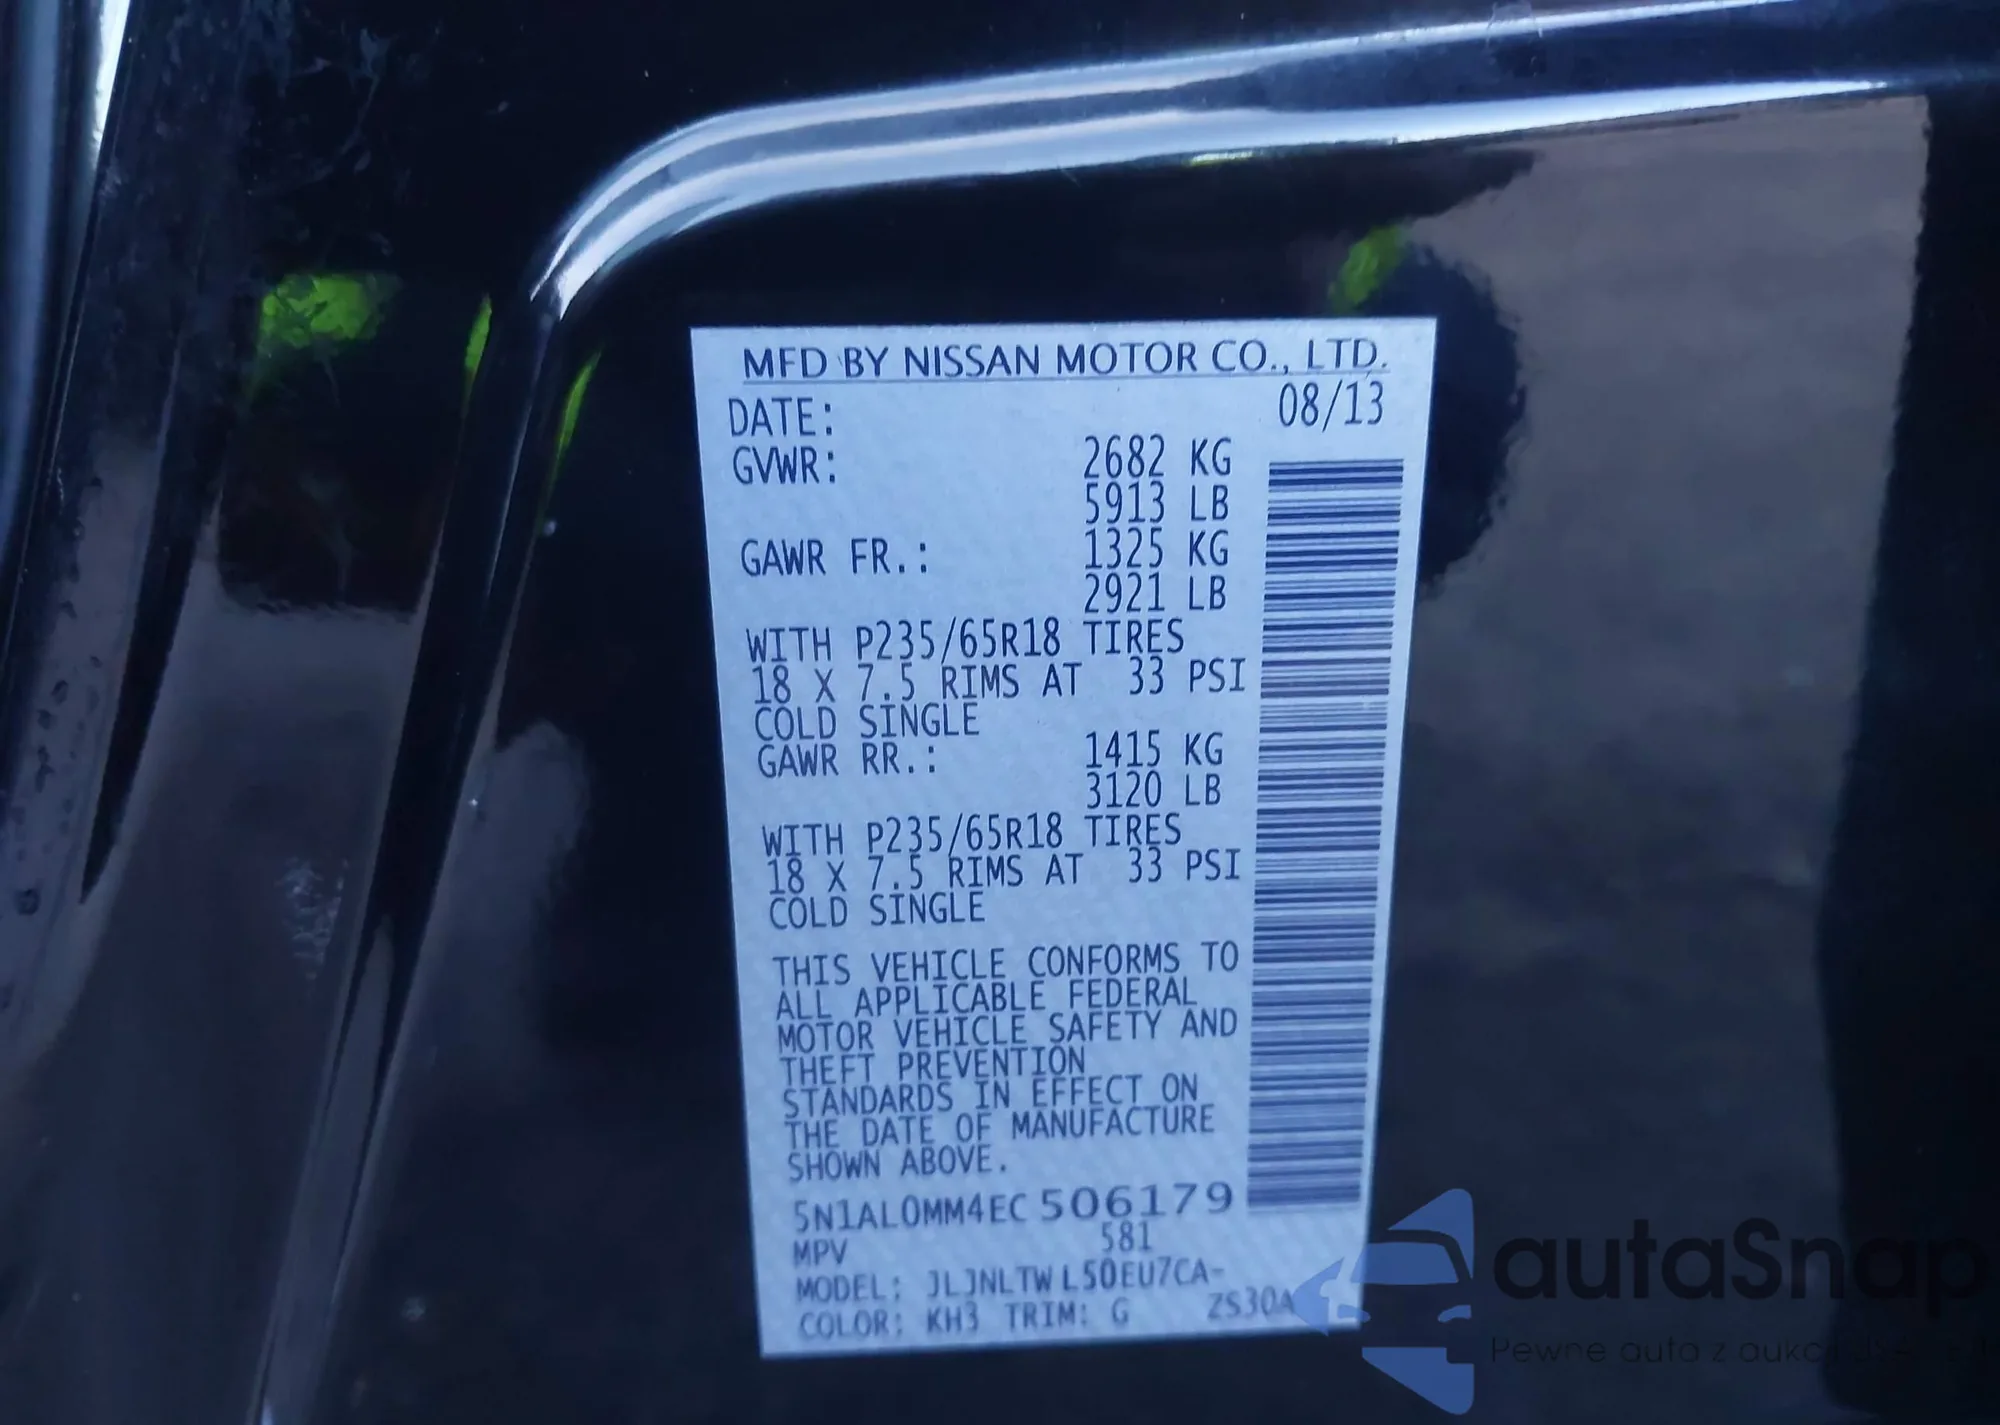 MFD BY NISSAN MOTOR CO., LTD.
DATE: 08/13
GVWR: 2682 KG
5913 LB
GAWR FR.: 1325 KG
2921 LB
WITH P235/65R18 TIRES
18 X 7.5 RIMS AT 33 PSI
COLD SINGLE
GAWR RR.: 1415 KG
3120 LB
WITH P235/65R18 TIRES
18 X 7.5 RIMS AT 33 PSI
COLD SINGLE
THIS VEHICLE CONFORMS TO
ALL APPLICABLE FEDERAL
MOTOR VEHICLE SAFETY AND
THEFT PREVENTION
STANDARDS IN EFFECT ON
THE DATE OF MANUFACTURE
SHOWN ABOVE.
5N1AL0MM4EC506179
MPV 581
MODEL: JLJNLTWL50EU7CA-
COLOR: KH3 TRIM: G ZS30A
autaSnap
Pewne auta z